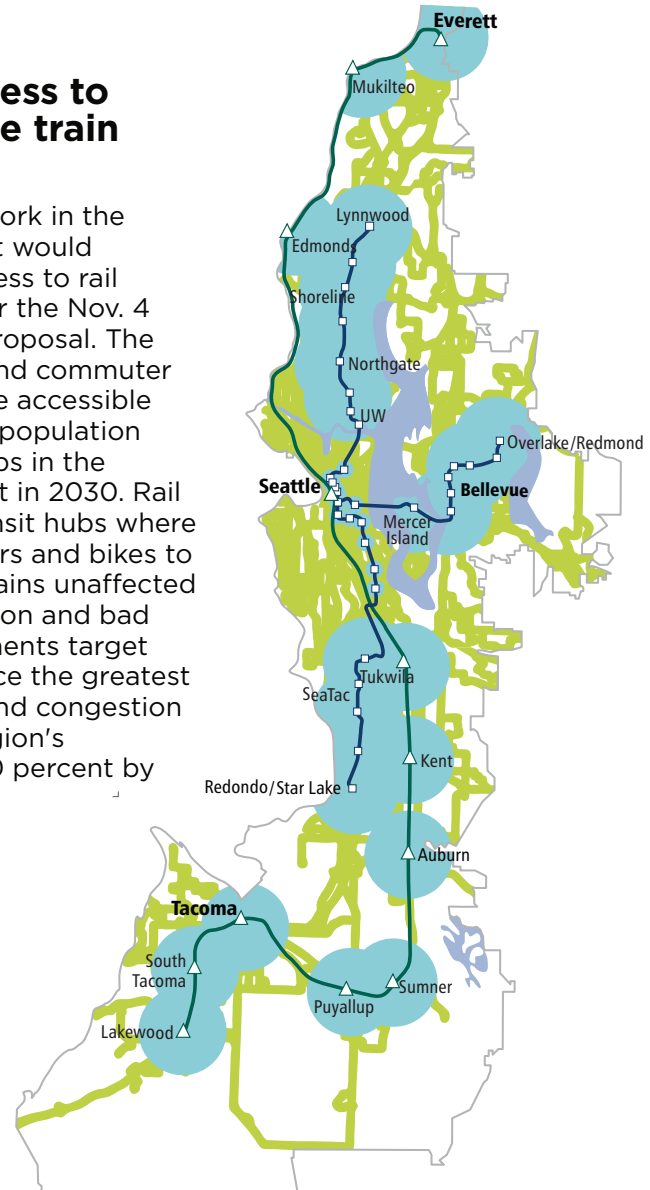 ess to
e train
ork in the
t would
ess to rail
r the Nov. 4
roposal. The
nd commuter
e accessible
population
bs in the
t in 2030. Rail
nsit hubs where
rs and bikes to
ains unaffected
on and bad
nents target
ce the greatest
nd congestion
gion's
0 percent by
Everett
Mukilteo
Lynnwood
Edmonds
Shoreline
Northgate
UW
Overlake/Redmond
Seattle
Bellevue
Mercer
Island
Tukwila
SeaTac
Kent
Redondo/Star Lake
Auburn
Tacoma
South
Tacoma
Sumner
Puyallup
Lakewood